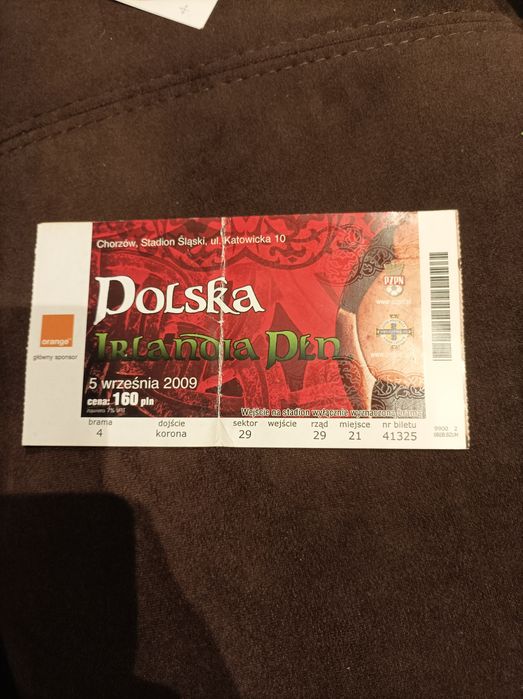 Chorzów, Stadion Śląski, ul. Katowicka 10
PZPN
Polska
Irlandia Płn
orange
główny sponsor
5 września 2009
cena: 160 pln
Wejście na stadion wyłącznie wyznaczoną bramą
brama dojście sektor wejście rząd miejsce nr biletu
4 korona 29 29 21 41325